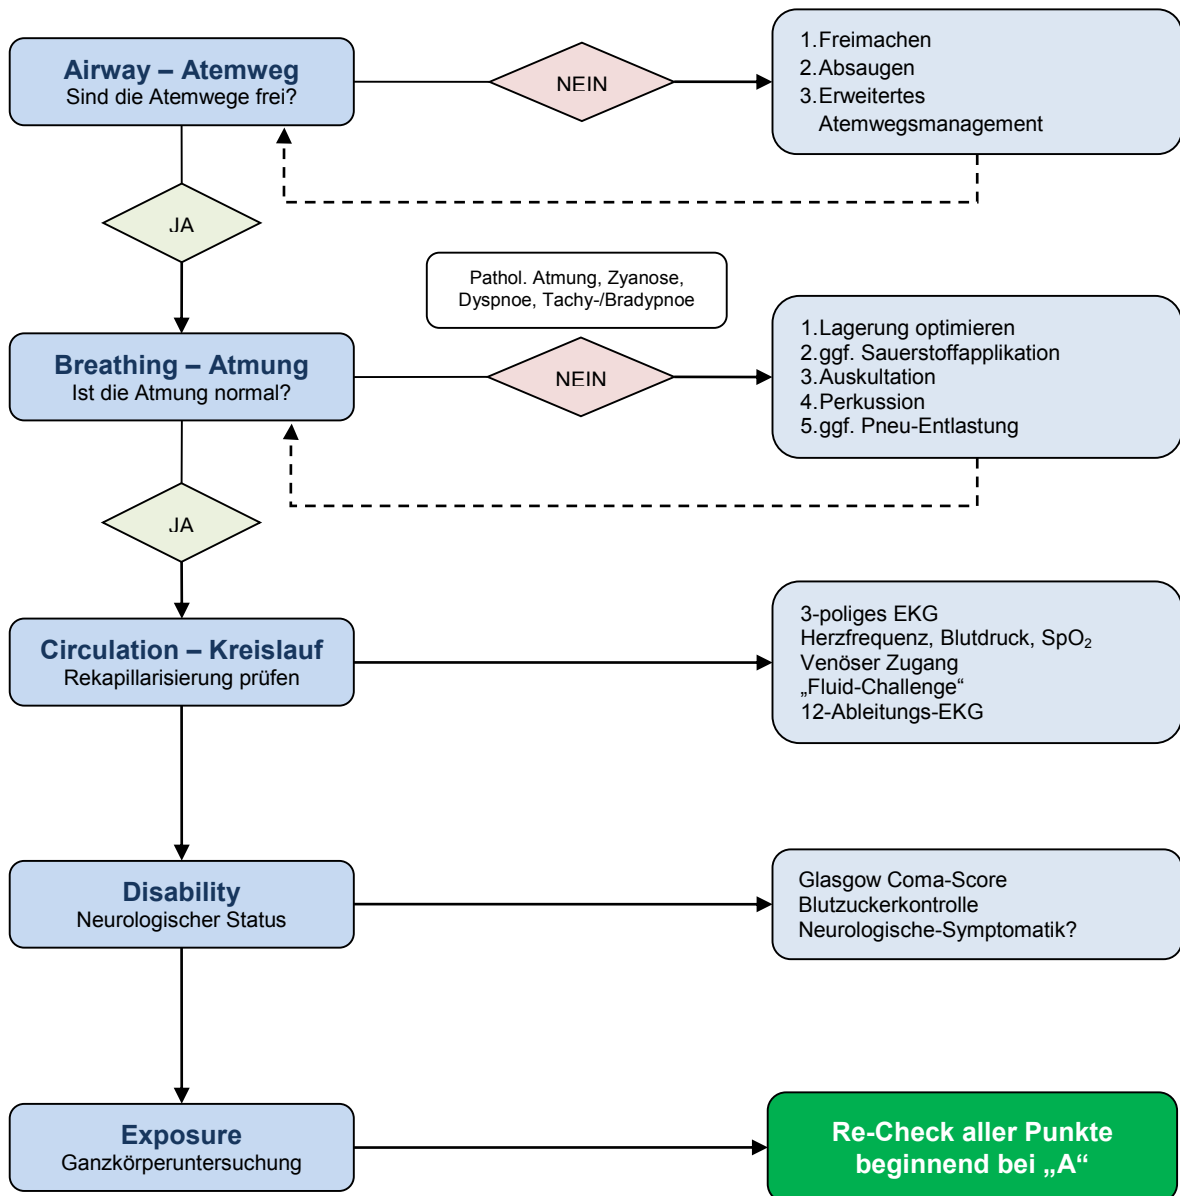 Airway – Atemweg
Sind die Atemwege frei?
NEIN
1.Freimachen
2.Absaugen
3.Erweitertes
Atemwegsmanagement
JA
Pathol. Atmung, Zyanose,
Dyspnoe, Tachy-/Bradypnoe
Breathing – Atmung
Ist die Atmung normal?
NEIN
1.Lagerung optimieren
2.ggf. Sauerstoffapplikation
3.Auskultation
4.Perkussion
5.ggf. Pneu-Entlastung
JA
Circulation – Kreislauf
Rekapillarisierung prüfen
3-poliges EKG
Herzfrequenz, Blutdruck, SpO₂
Venöser Zugang
„Fluid-Challenge“
12-Ableitungs-EKG
Disability
Neurologischer Status
Glasgow Coma-Score
Blutzuckerkontrolle
Neurologische-Symptomatik?
Exposure
Ganzkörperuntersuchung
Re-Check aller Punkte
beginnend bei „A“